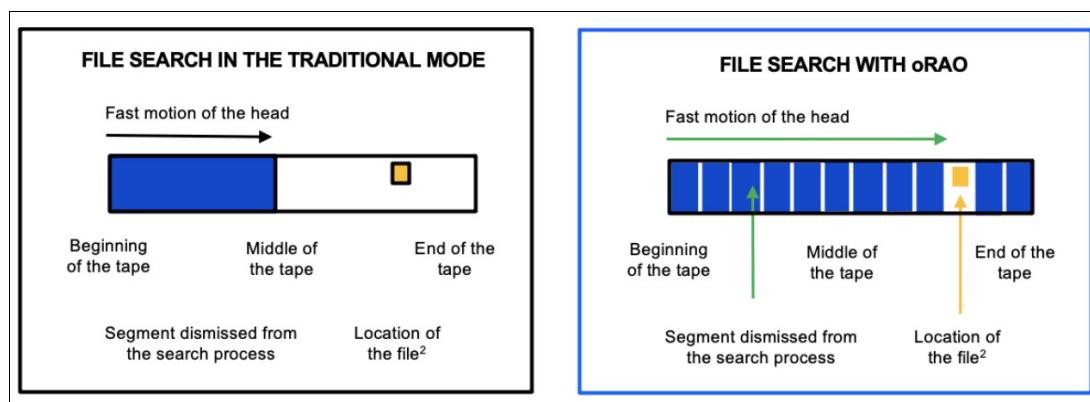 FILE SEARCH IN THE TRADITIONAL MODE
Fast motion of the head
Beginning
of the tape
Middle of
the tape
End of the
tape
Segment dismissed from
the search process
Location of
the file²
FILE SEARCH WITH oRAO
Fast motion of the head
Beginning
of the tape
Middle of
the tape
End of the
tape
Segment dismissed from
the search process
Location of
the file²